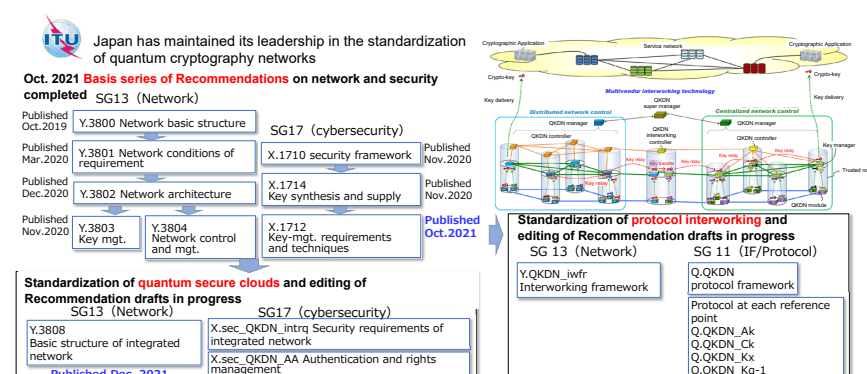 ITU
Japan has maintained its leadership in the standardization
of quantum cryptography networks
Oct. 2021 Basis series of Recommendations on network and security
completed
SG13（Network）
Published
Oct.2019
Y.3800 Network basic structure
Published
Mar.2020
Y.3801 Network conditions of
requirement
Published
Dec.2020
Y.3802 Network architecture
Published
Nov.2020
Y.3803
Key mgt.
Y.3804
Network control
and mgt.
SG17（cybersecurity）
X.1710 security framework
Published
Nov.2020
X.1714
Key synthesis and supply
Published
Nov.2020
X.1712
Key-mgt. requirements
and techniques
Published
Oct.2021
Cryptographic Application
Service network
Cryptographic Application
Crypto-key
Crypto-key
Multivendor interworking technology
Key delivery
Key delivery
QKDN
super manager
Distributed network control
Centralized network control
QKDN manager
QKDN manager
QKDN controller
QKDN
interworking
controller
QKDN controller
Key manager
Key relay
Key transfer
Key relay
Key relay
Key relay
Trusted no
QKDN module
Standardization of quantum secure clouds and editing of
Recommendation drafts in progress
SG13（Network）
Y.3808
Basic structure of integrated
network
Published Dec. 2021
SG17（cybersecurity）
X.sec_QKDN_intrq Security requirements of
integrated network
X.sec_QKDN_AA Authentication and rights
management
Standardization of protocol interworking and
editing of Recommendation drafts in progress
SG 13（Network）
Y.QKDN_iwfr
Interworking framework
SG 11（IF/Protocol）
Q.QKDN
protocol framework
Protocol at each reference
point
Q.QKDN_Ak
Q.QKDN_Ck
Q.QKDN_Kx
Q.QKDN_Kq-1